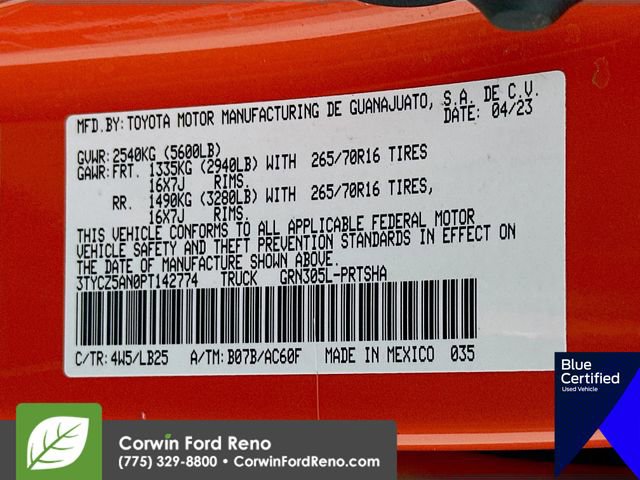 MFD.BY: TOYOTA MOTOR MANUFACTURING DE GUANAJUATO, S.A. DE C.V.
DATE: 04/23
GVWR: 2540KG (5600LB)
GAWR: FRT. 1335KG (2940LB) WITH 265/70R16 TIRES
16X7J RIMS.
RR. 1490KG (3280LB) WITH 265/70R16 TIRES,
16X7J RIMS.
THIS VEHICLE CONFORMS TO ALL APPLICABLE FEDERAL MOTOR
VEHICLE SAFETY AND THEFT PREVENTION STANDARDS IN EFFECT ON
THE DATE OF MANUFACTURE SHOWN ABOVE.
3TYCZ5AN0PT142774 TRUCK GRN305L-PRTSHA
C/TR: 4W5/LB25 A/TM: B07B/AC60F MADE IN MEXICO 035
Blue
Certified
Used Vehicle
Corwin Ford Reno
(775) 329-8800 • CorwinFordReno.com